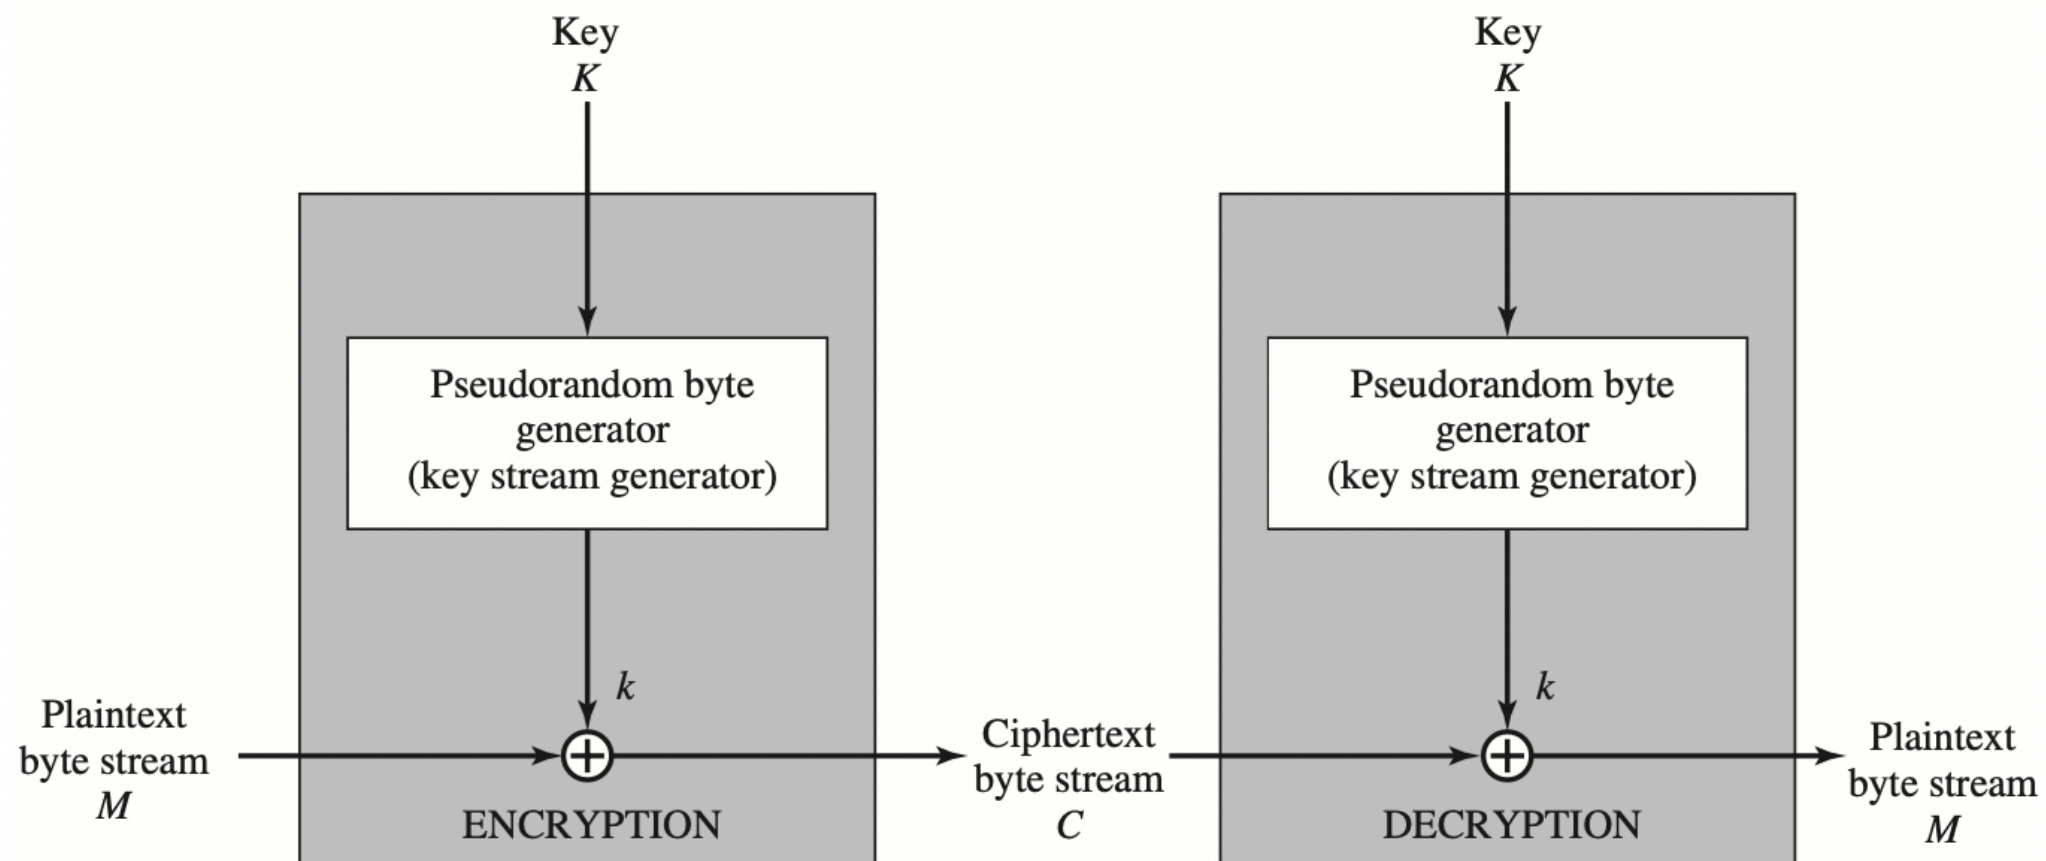 Key
K
Pseudorandom byte
generator
(key stream generator)
k
Plaintext
byte stream
M
ENCRYPTION
Ciphertext
byte stream
C
Key
K
Pseudorandom byte
generator
(key stream generator)
k
DECRYPTION
Plaintext
byte stream
M